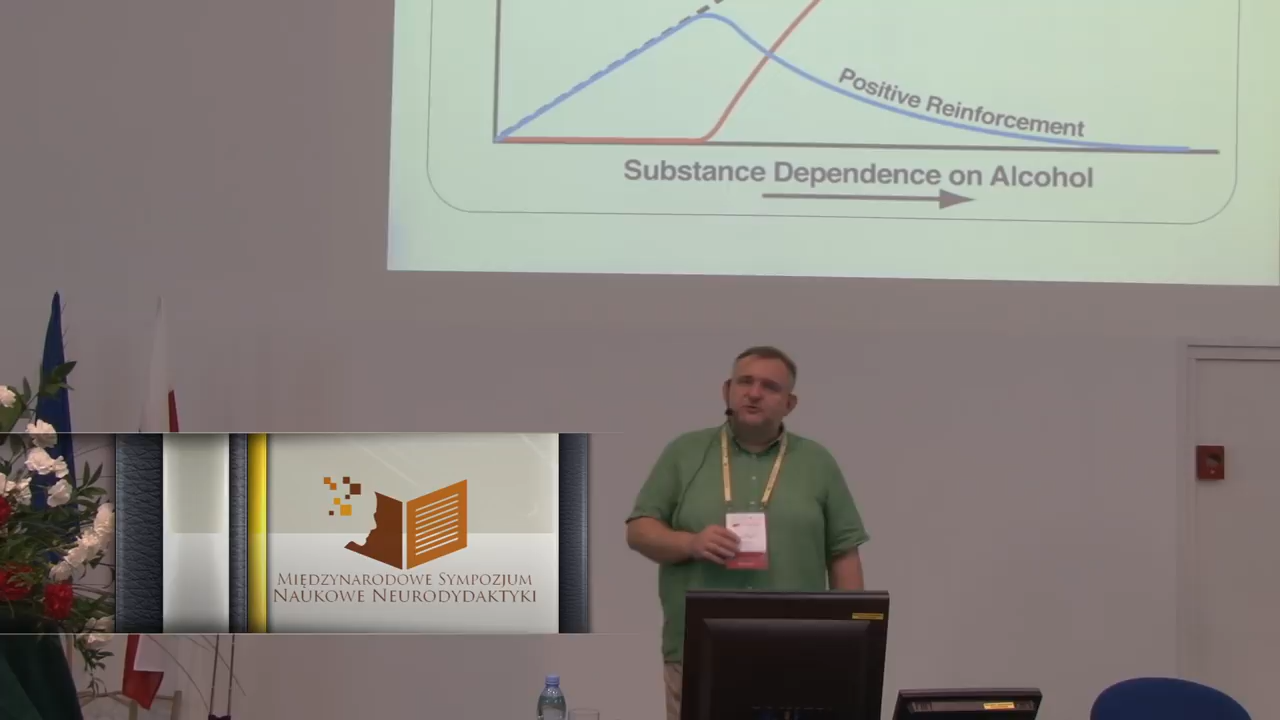 Positive Reinforcement
Substance Dependence on Alcohol
Międzynarodowe Sympozjum
Naukowe Neurodydaktyki